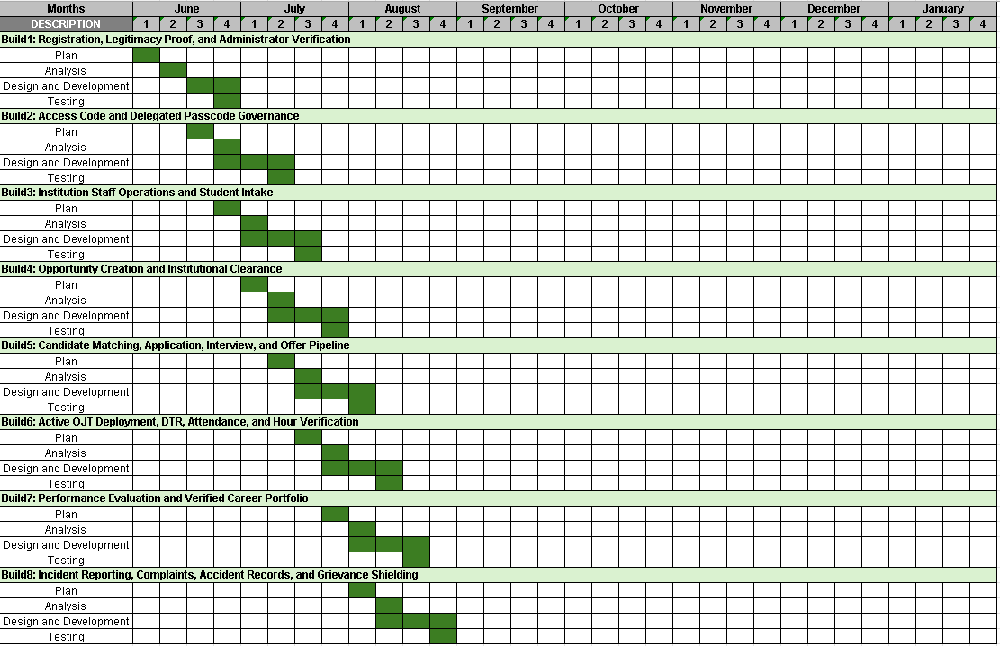 Months June July August September October November December January
DESCRIPTION 1 2 3 4 1 2 3 4 1 2 3 4 1 2 3 4 1 2 3 4 1 2 3 4 1 2 3 4 1 2 3 4
Build1: Registration, Legitimacy Proof, and Administrator Verification
Plan
Analysis
Design and Development
Testing
Build2: Access Code and Delegated Passcode Governance
Plan
Analysis
Design and Development
Testing
Build3: Institution Staff Operations and Student Intake
Plan
Analysis
Design and Development
Testing
Build4: Opportunity Creation and Institutional Clearance
Plan
Analysis
Design and Development
Testing
Build5: Candidate Matching, Application, Interview, and Offer Pipeline
Plan
Analysis
Design and Development
Testing
Build6: Active OJT Deployment, DTR, Attendance, and Hour Verification
Plan
Analysis
Design and Development
Testing
Build7: Performance Evaluation and Verified Career Portfolio
Plan
Analysis
Design and Development
Testing
Build8: Incident Reporting, Complaints, Accident Records, and Grievance Shielding
Plan
Analysis
Design and Development
Testing